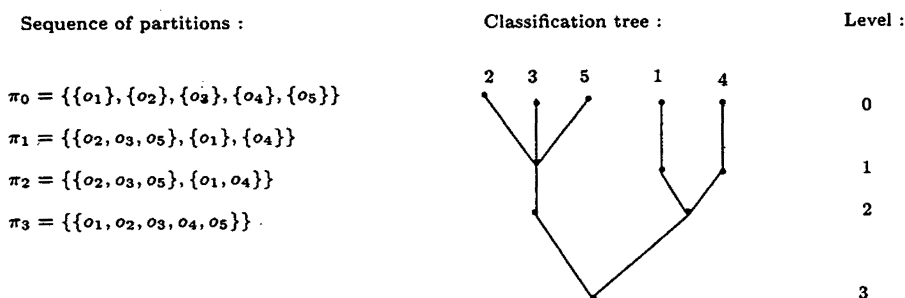 Sequence of partitions :
Classification tree :
Level :
2 3 5 1 4
π₀ = {{o₁}, {o₂}, {o₃}, {o₄}, {o₅}}
0
π₁ = {{o₂, o₃, o₅}, {o₁}, {o₄}}
1
π₂ = {{o₂, o₃, o₅}, {o₁, o₄}}
2
π₃ = {{o₁, o₂, o₃, o₄, o₅}}
3